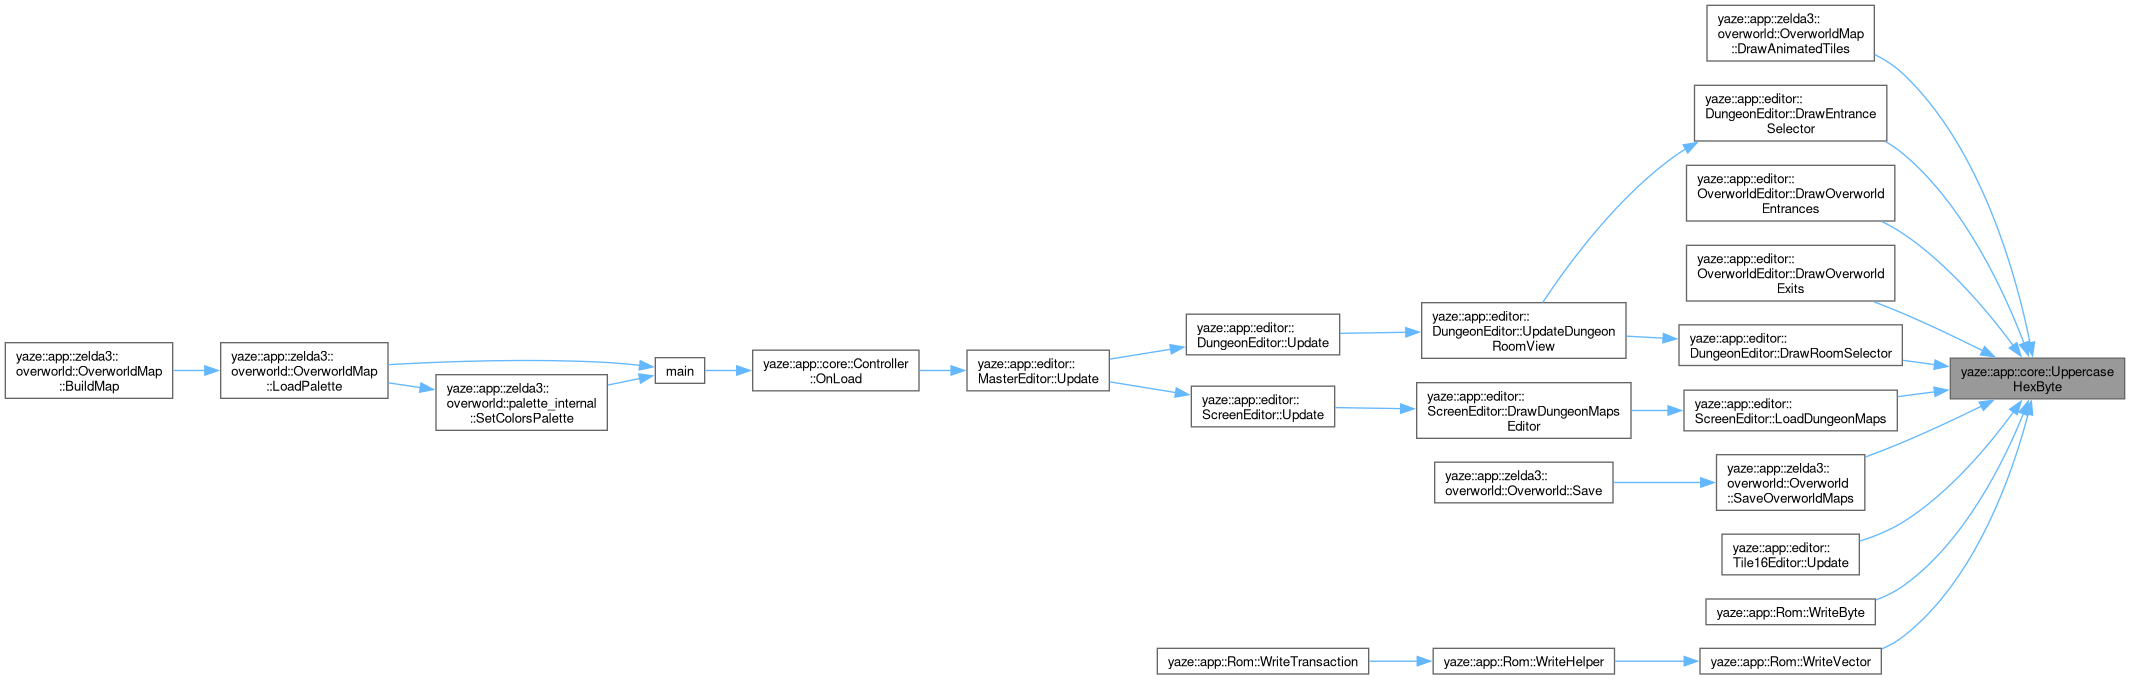 yaze::app::zelda3::
overworld::OverworldMap
::BuildMap
yaze::app::zelda3::
overworld::OverworldMap
::LoadPalette
yaze::app::zelda3::
overworld::palette_internal
::SetColorsPalette
main
yaze::app::core::Controller
::OnLoad
yaze::app::editor::
MasterEditor::Update
yaze::app::editor::
DungeonEditor::Update
yaze::app::editor::
ScreenEditor::Update
yaze::app::editor::
DungeonEditor::UpdateDungeon
RoomView
yaze::app::editor::
ScreenEditor::DrawDungeonMaps
Editor
yaze::app::zelda3::
overworld::Overworld::Save
yaze::app::Rom::WriteTransaction
yaze::app::Rom::WriteHelper
yaze::app::zelda3::
overworld::OverworldMap
::DrawAnimatedTiles
yaze::app::editor::
DungeonEditor::DrawEntrance
Selector
yaze::app::editor::
OverworldEditor::DrawOverworld
Entrances
yaze::app::editor::
OverworldEditor::DrawOverworld
Exits
yaze::app::editor::
DungeonEditor::DrawRoomSelector
yaze::app::editor::
ScreenEditor::LoadDungeonMaps
yaze::app::zelda3::
overworld::Overworld
::SaveOverworldMaps
yaze::app::editor::
Tile16Editor::Update
yaze::app::Rom::WriteByte
yaze::app::Rom::WriteVector
yaze::app::core::Uppercase
HexByte